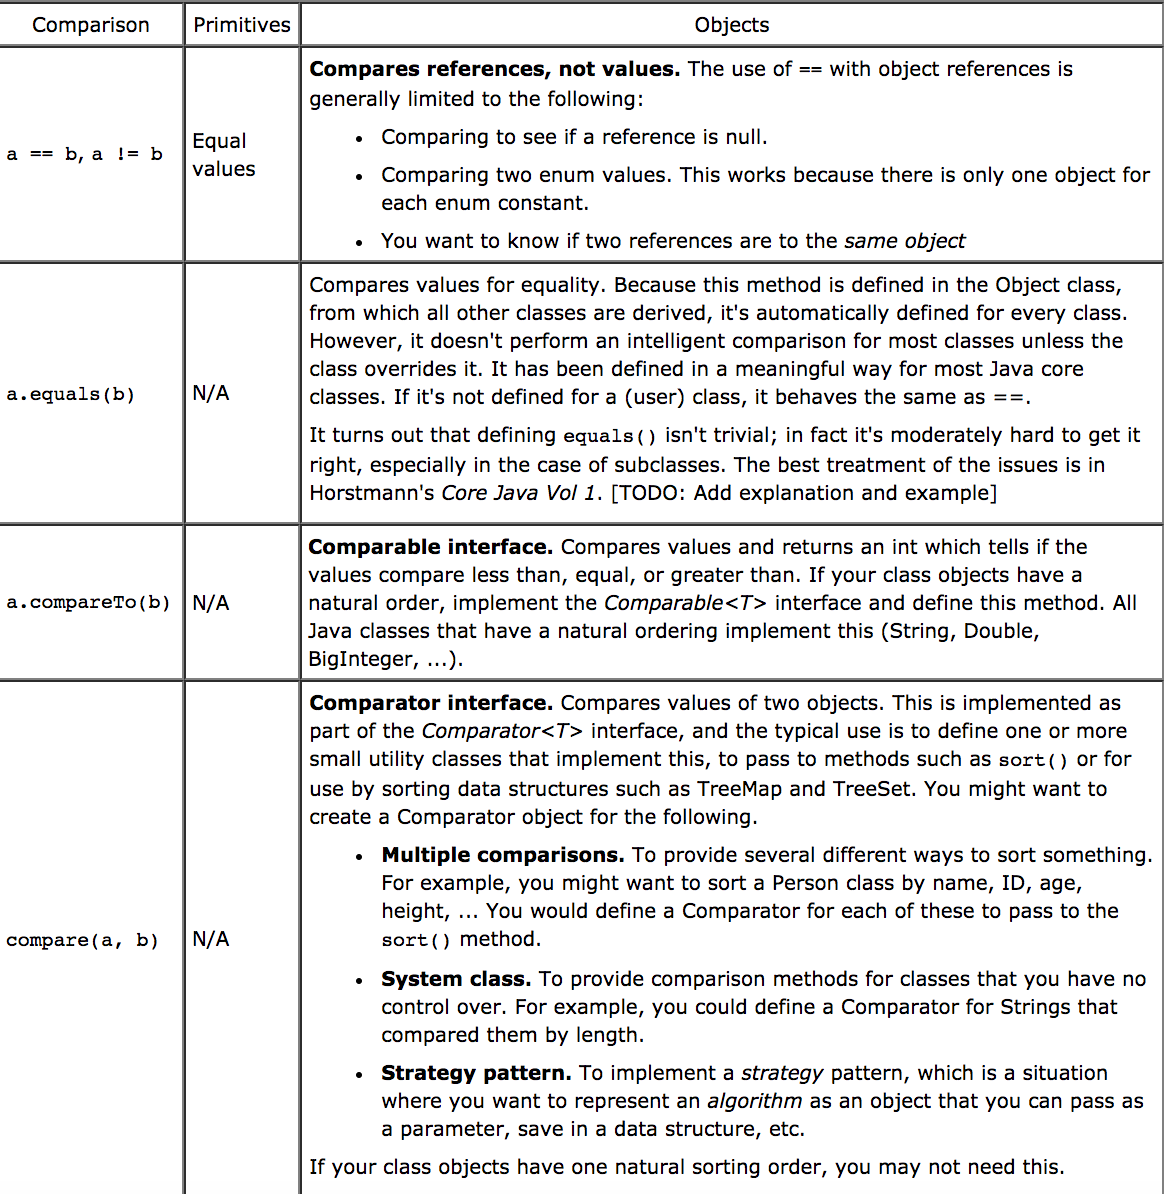 Comparison Primitives Objects
a == b, a != b
Equal
values
Compares references, not values. The use of == with object references is
generally limited to the following:
• Comparing to see if a reference is null.
• Comparing two enum values. This works because there is only one object for
each enum constant.
• You want to know if two references are to the same object
a.equals(b)
N/A
Compares values for equality. Because this method is defined in the Object class,
from which all other classes are derived, it's automatically defined for every class.
However, it doesn't perform an intelligent comparison for most classes unless the
class overrides it. It has been defined in a meaningful way for most Java core
classes. If it's not defined for a (user) class, it behaves the same as ==.
It turns out that defining equals() isn't trivial; in fact it's moderately hard to get it
right, especially in the case of subclasses. The best treatment of the issues is in
Horstmann's Core Java Vol 1. [TODO: Add explanation and example]
a.compareTo(b)
N/A
Comparable interface. Compares values and returns an int which tells if the
values compare less than, equal, or greater than. If your class objects have a
natural order, implement the Comparable<T> interface and define this method. All
Java classes that have a natural ordering implement this (String, Double,
BigInteger, ...).
compare(a, b)
N/A
Comparator interface. Compares values of two objects. This is implemented as
part of the Comparator<T> interface, and the typical use is to define one or more
small utility classes that implement this, to pass to methods such as sort() or for
use by sorting data structures such as TreeMap and TreeSet. You might want to
create a Comparator object for the following.
• Multiple comparisons. To provide several different ways to sort something.
For example, you might want to sort a Person class by name, ID, age,
height, ... You would define a Comparator for each of these to pass to the
sort() method.
• System class. To provide comparison methods for classes that you have no
control over. For example, you could define a Comparator for Strings that
compared them by length.
• Strategy pattern. To implement a strategy pattern, which is a situation
where you want to represent an algorithm as an object that you can pass as
a parameter, save in a data structure, etc.
If your class objects have one natural sorting order, you may not need this.